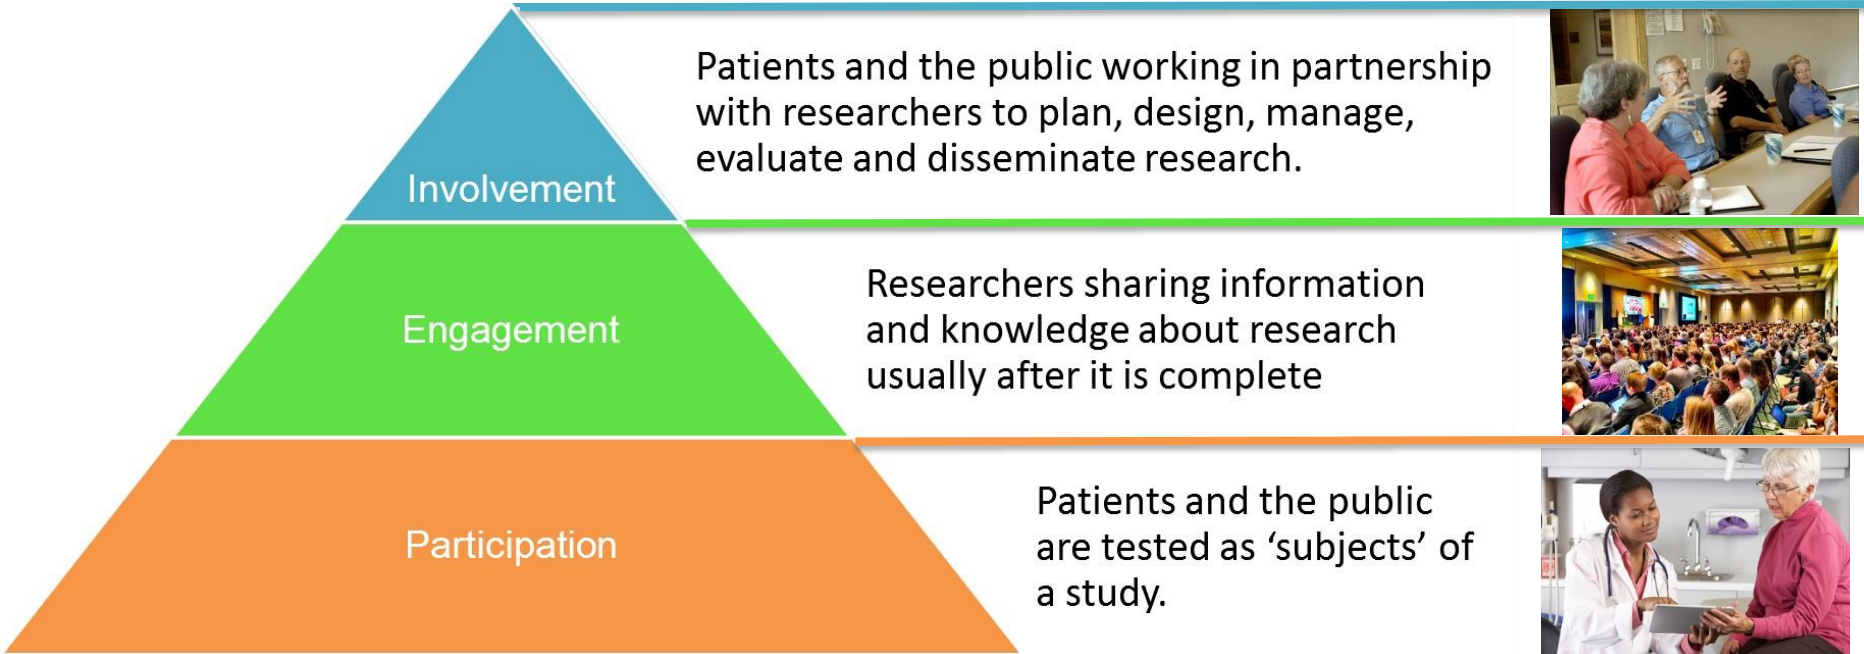 Involvement
Patients and the public working in partnership
with researchers to plan, design, manage,
evaluate and disseminate research.
Engagement
Researchers sharing information
and knowledge about research
usually after it is complete
Participation
Patients and the public
are tested as ‘subjects’ of
a study.